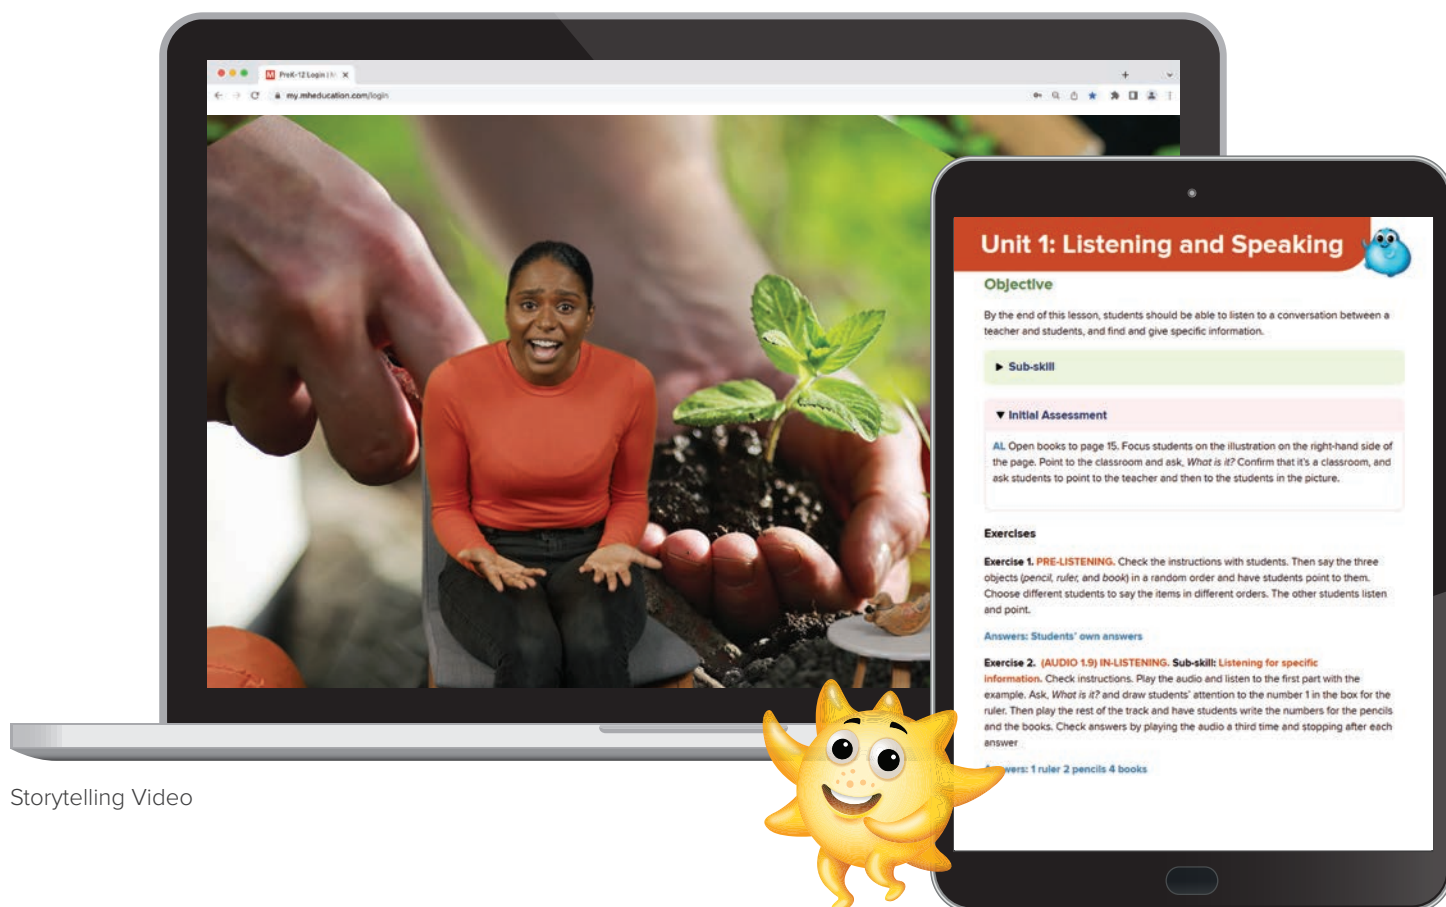 PreK-12 Login | M
my.mheducation.com/login
Unit 1: Listening and Speaking
Objective
By the end of this lesson, students should be able to listen to a conversation between a
teacher and students, and find and give specific information.
▶ Sub-skill
▼ Initial Assessment
AL Open books to page 15. Focus students on the illustration on the right-hand side of
the page. Point to the classroom and ask, What is it? Confirm that it's a classroom, and
ask students to point to the teacher and then to the students in the picture.
Exercises
Exercise 1. PRE-LISTENING. Check the instructions with students. Then say the three
objects (pencil, ruler, and book) in a random order and have students point to them.
Choose different students to say the items in different orders. The other students listen
and point.
Answers: Students' own answers
Exercise 2. (AUDIO 1.9) IN-LISTENING. Sub-skill: Listening for specific
information. Check instructions. Play the audio and listen to the first part with the
example. Ask, What is it? and draw students' attention to the number 1 in the box for the
ruler. Then play the rest of the track and have students write the numbers for the pencils
and the books. Check answers by playing the audio a third time and stopping after each
answer
Answers: 1 ruler 2 pencils 4 books
Storytelling Video